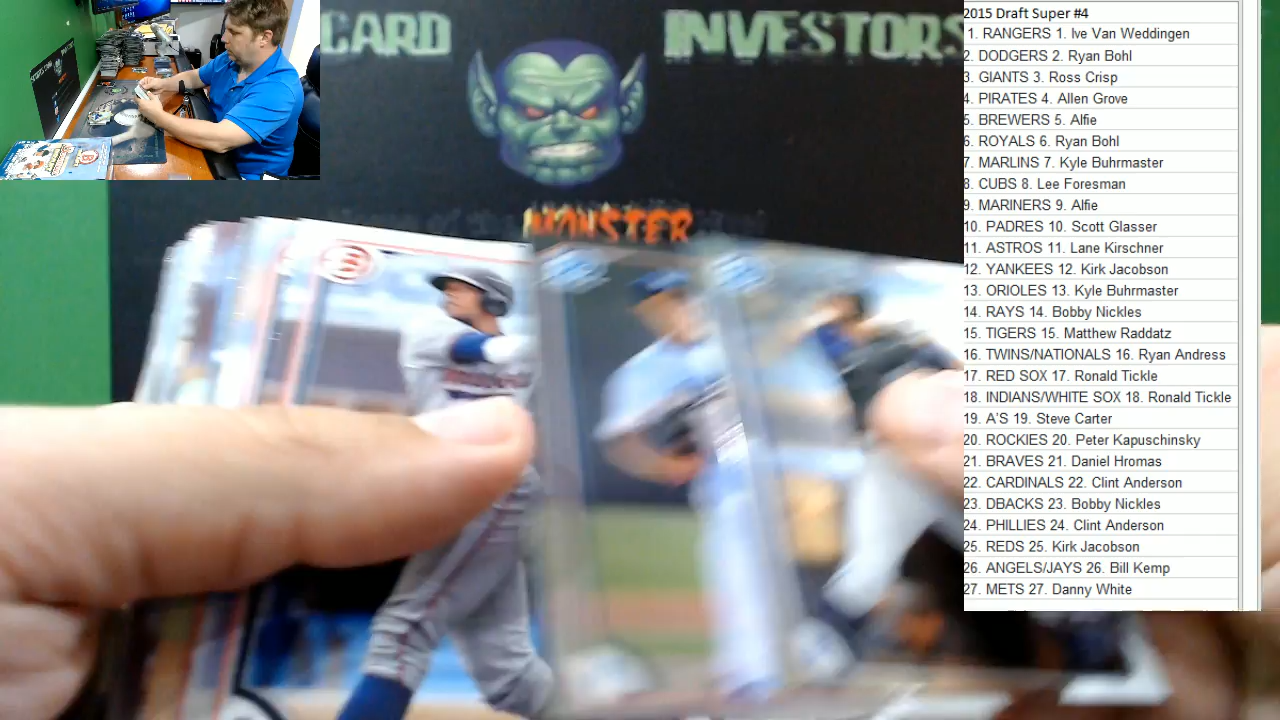 CARD INVESTORS
MONSTER
2015 Draft Super #4
1. RANGERS 1. Ive Van Weddingen
2. DODGERS 2. Ryan Bohl
3. GIANTS 3. Ross Crisp
4. PIRATES 4. Allen Grove
5. BREWERS 5. Alfie
6. ROYALS 6. Ryan Bohl
7. MARLINS 7. Kyle Buhrmaster
8. CUBS 8. Lee Foresman
9. MARINERS 9. Alfie
10. PADRES 10. Scott Glasser
11. ASTROS 11. Lane Kirschner
12. YANKEES 12. Kirk Jacobson
13. ORIOLES 13. Kyle Buhrmaster
14. RAYS 14. Bobby Nickles
15. TIGERS 15. Matthew Raddatz
16. TWINS/NATIONALS 16. Ryan Andress
17. RED SOX 17. Ronald Tickle
18. INDIANS/WHITE SOX 18. Ronald Tickle
19. A'S 19. Steve Carter
20. ROCKIES 20. Peter Kapuschinsky
21. BRAVES 21. Daniel Hromas
22. CARDINALS 22. Clint Anderson
23. DBACKS 23. Bobby Nickles
24. PHILLIES 24. Clint Anderson
25. REDS 25. Kirk Jacobson
26. ANGELS/JAYS 26. Bill Kemp
27. METS 27. Danny White